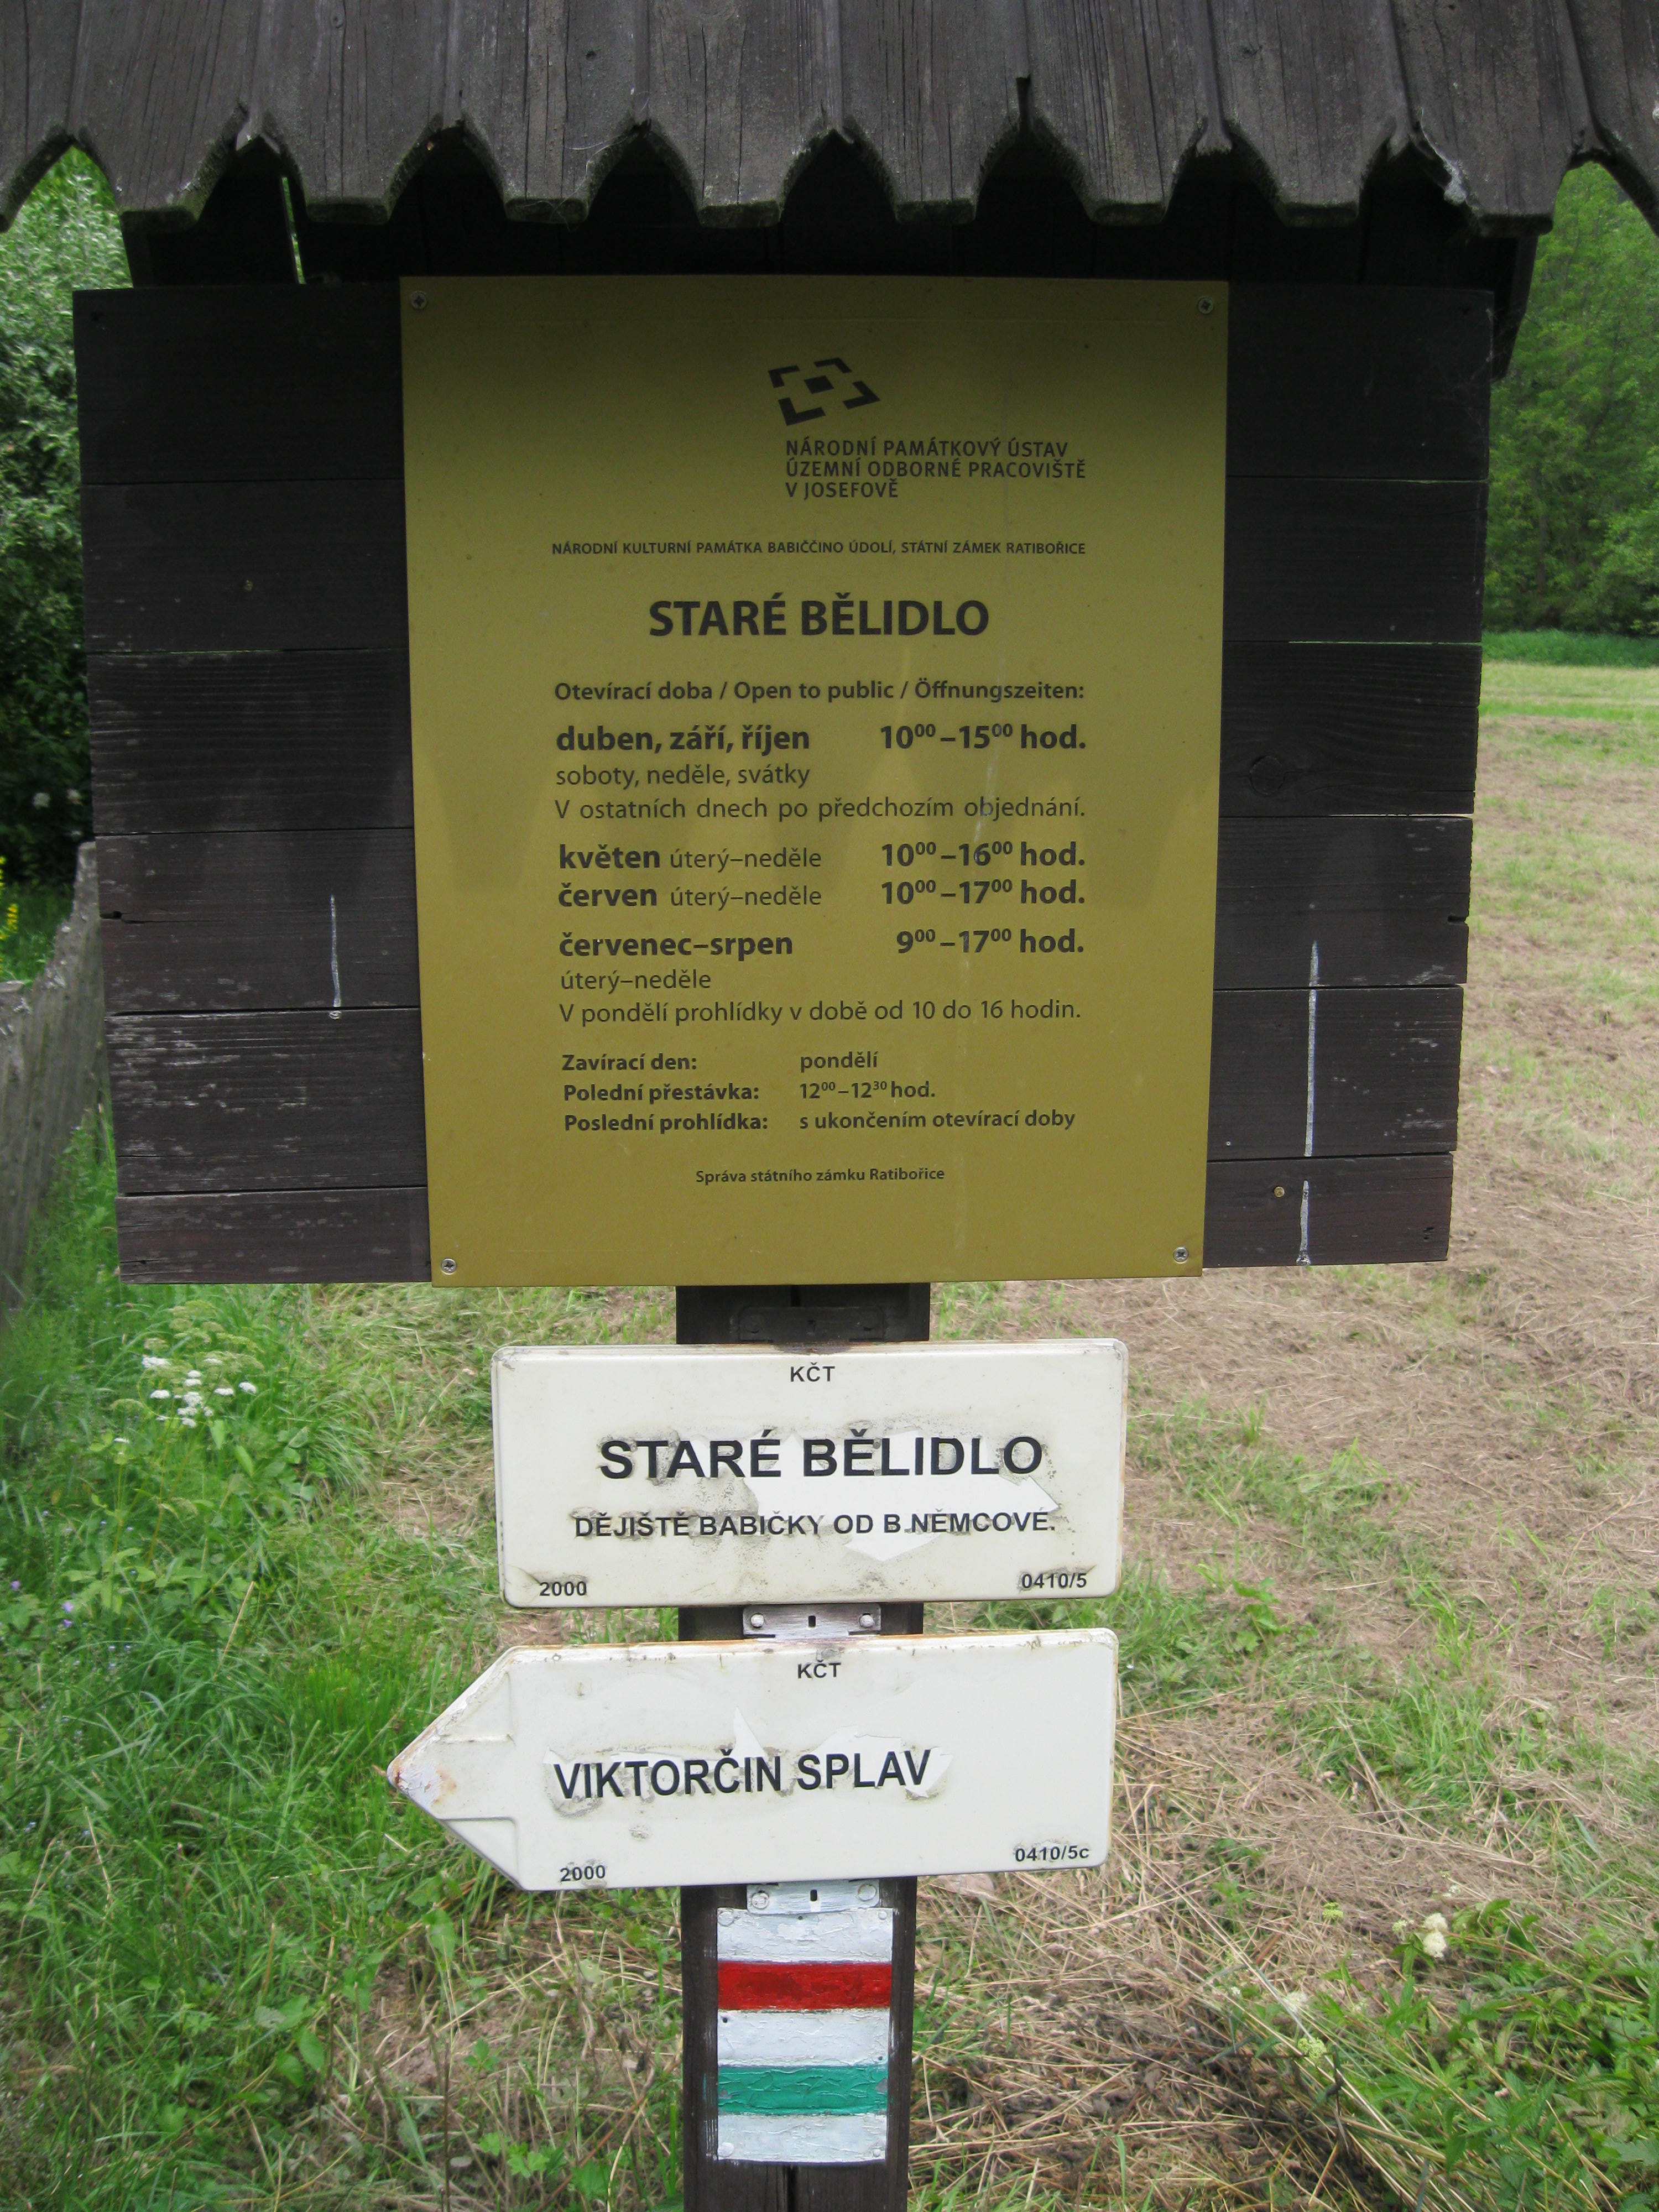 NÁRODNÍ PAMÁTKOVÝ ÚSTAV
ÚZEMNÍ ODBORNÉ PRACOVIŠTĚ
V JOSEFOVĚ
NÁRODNÍ KULTURNÍ PAMÁTKA BABIČČINO ÚDOLÍ, STÁTNÍ ZÁMEK RATIBOŘICE
STARÉ BĚLIDLO
Otevírací doba / Open to public / Öffnungszeiten:
duben, září, říjen 10⁰⁰–15⁰⁰ hod.
soboty, neděle, svátky
V ostatních dnech po předchozím objednání.
květen úterý–neděle 10⁰⁰–16⁰⁰ hod.
červen úterý–neděle 10⁰⁰–17⁰⁰ hod.
červenec–srpen 9⁰⁰–17⁰⁰ hod.
úterý–neděle
V pondělí prohlídky v době od 10 do 16 hodin.
Zavírací den: pondělí
Polední přestávka: 12⁰⁰–12³⁰ hod.
Poslední prohlídka: s ukončením otevírací doby
Správa státního zámku Ratibořice
KČT
STARÉ BĚLIDLO
DĚJIŠTĚ BABIČKY OD B.NĚMCOVÉ.
2000 0410/5
KČT
VIKTORČIN SPLAV
2000 0410/5c